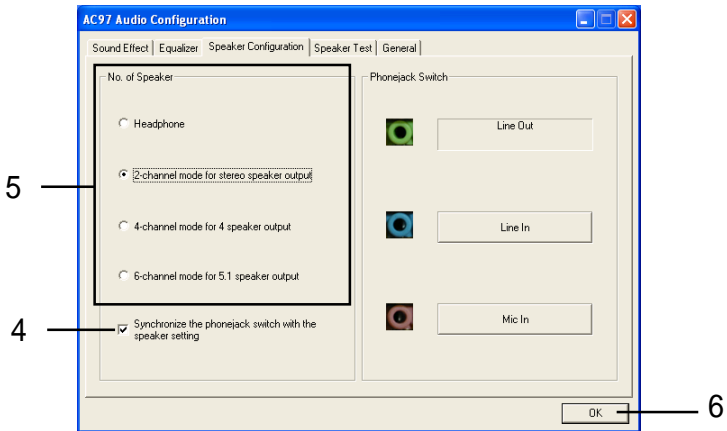 AC97 Audio Configuration
Sound Effect Equalizer Speaker Configuration Speaker Test General
No. of Speaker
Headphone
2-channel mode for stereo speaker output
4-channel mode for 4 speaker output
6-channel mode for 5.1 speaker output
Synchronize the phonejack switch with the
speaker setting
Phonejack Switch
Line Out
Line In
Mic In
OK
5
4
6